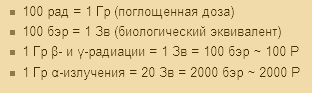 100 рад = 1 Гр (поглощенная доза)
100 бэр = 1 Зв (биологический эквивалент)
1 Гр β- и γ-радиации = 1 Зв = 100 бэр ~ 100 Р
1 Гр α-излучения = 20 Зв = 2000 бэр ~ 2000 Р